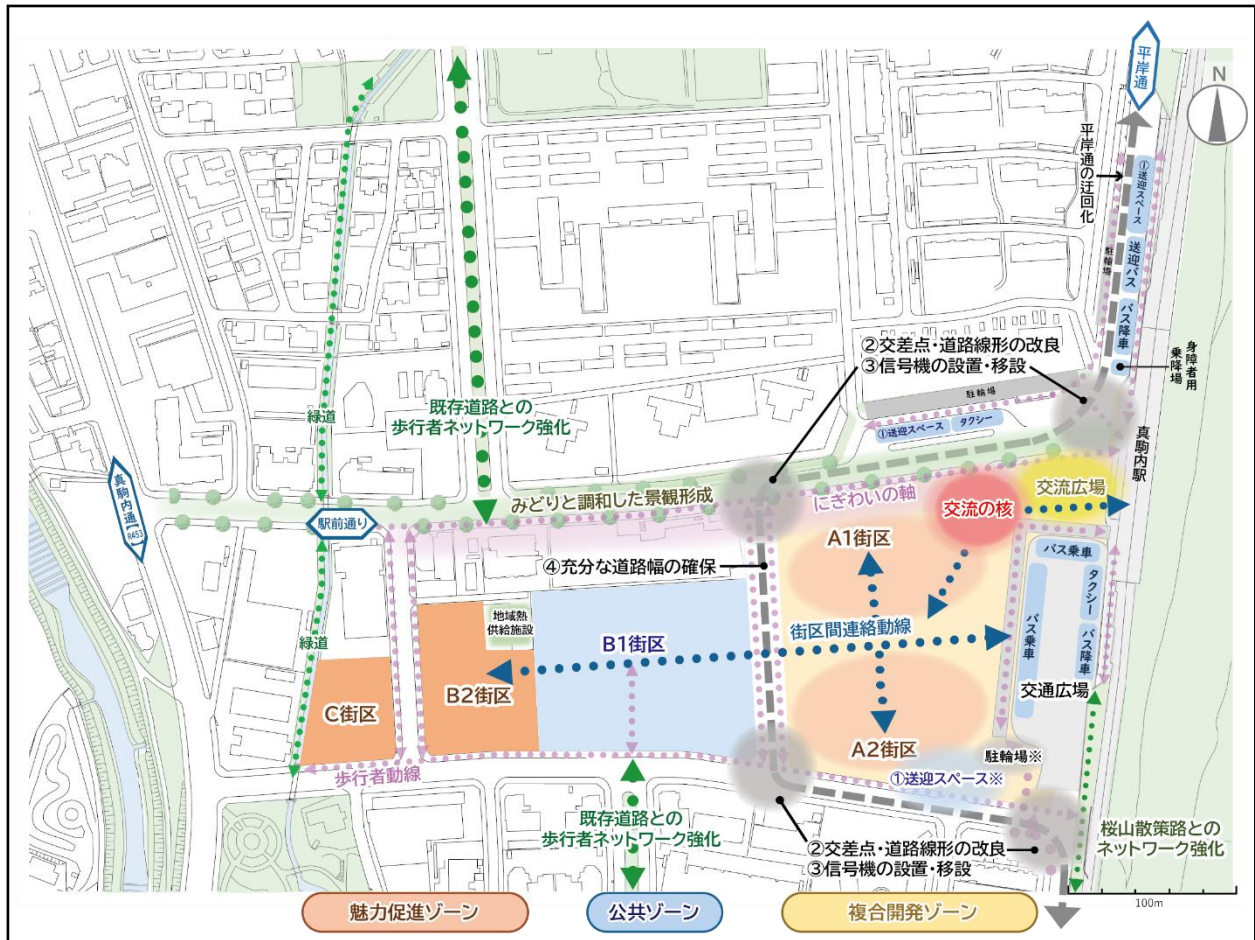 平岸通
N
平岸通の迂回化
①送迎スペース
送迎バス
駐輪場
バス降車
身障者用
乗降場
②交差点・道路線形の改良
③信号機の設置・移設
駐輪場
①送迎スペース
タクシー
真駒内駅
既存道路との
歩行者ネットワーク強化
緑道
真駒内通【R453】
駅前通り
みどりと調和した景観形成
にぎわいの軸
交流の核
交流広場
A1街区
④充分な道路幅の確保
バス乗車
タクシー
地域熱
供給施設
街区間連絡動線
B1街区
バス乗車
バス降車
緑道
B2街区
C街区
交通広場
A2街区
駐輪場※
歩行者動線
①送迎スペース※
既存道路との
歩行者ネットワーク強化
②交差点・道路線形の改良
③信号機の設置・移設
桜山散策路との
ネットワーク強化
100m
魅力促進ゾーン
公共ゾーン
複合開発ゾーン